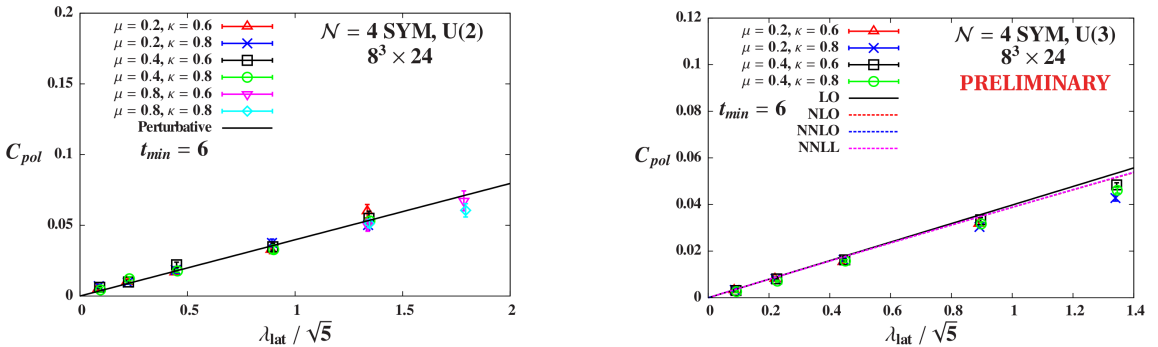 0.2
0.15
0.1
0.05
0
C_pol
μ = 0.2, κ = 0.6
μ = 0.2, κ = 0.8
μ = 0.4, κ = 0.6
μ = 0.4, κ = 0.8
μ = 0.8, κ = 0.6
μ = 0.8, κ = 0.8
Perturbative
t_min = 6
𝒩 = 4 SYM, U(2)
8³ × 24
0 0.5 1 1.5 2
λ_lat / √5
0.12
0.1
0.08
0.06
0.04
0.02
0
C_pol
μ = 0.2, κ = 0.6
μ = 0.2, κ = 0.8
μ = 0.4, κ = 0.6
μ = 0.4, κ = 0.8
LO
NLO
NNLO
NNLL
t_min = 6
𝒩 = 4 SYM, U(3)
8³ × 24
PRELIMINARY
0 0.2 0.4 0.6 0.8 1 1.2 1.4
λ_lat / √5